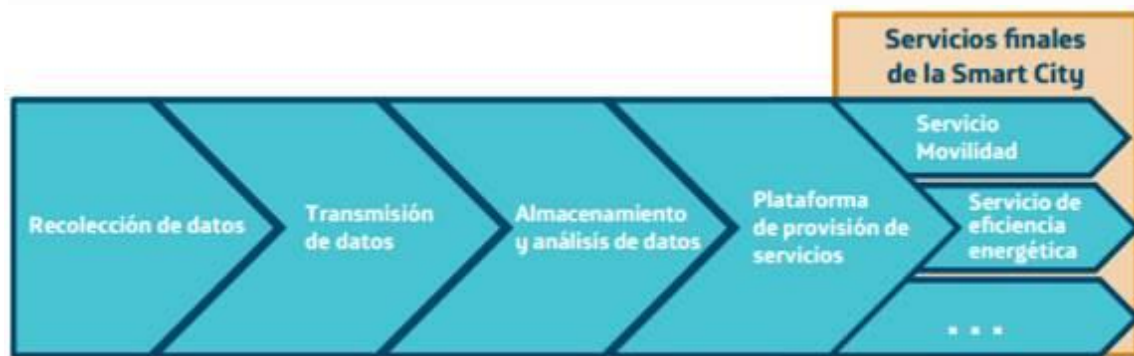 Servicios finales
de la Smart City
Recolección de datos
Transmisión
de datos
Almacenamiento
y análisis de datos
Plataforma
de provisión de
servicios
Servicio
Movilidad
Servicio de
eficiencia
energética
...